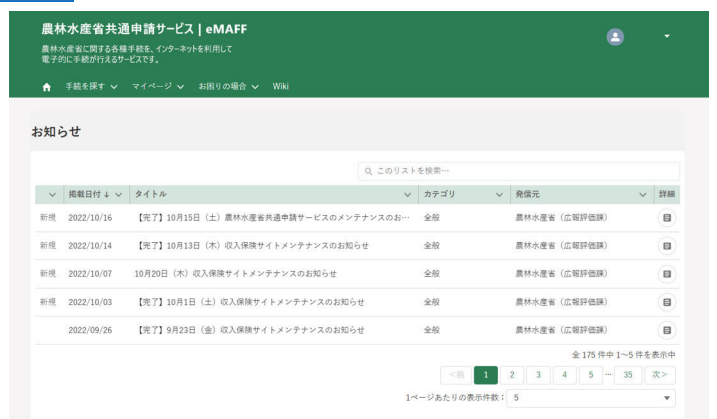 農林水産省共通申請サービス | eMAFF
農林水産省に関する各種手続を、インターネットを利用して
電子的に手続が行えるサービスです。
手続を探す マイページ お困りの場合 Wiki
お知らせ
このリストを検索…
掲載日付 ↓ タイトル カテゴリ 発信元 詳細
新規 2022/10/16 【完了】10月15日（土）農林水産省共通申請サービスのメンテナンスのお… 全般 農林水産省（広報評価課）
新規 2022/10/14 【完了】10月13日（木）収入保険サイトメンテナンスのお知らせ 全般 農林水産省（広報評価課）
新規 2022/10/07 10月20日（木）収入保険サイトメンテナンスのお知らせ 全般 農林水産省（広報評価課）
新規 2022/10/03 【完了】10月1日（土）収入保険サイトメンテナンスのお知らせ 全般 農林水産省（広報評価課）
2022/09/26 【完了】9月23日（金）収入保険サイトメンテナンスのお知らせ 全般 農林水産省（広報評価課）
全 175 件中 1～5 件を表示中
<前 1 2 3 4 5 … 35 次>
1ページあたりの表示件数： 5